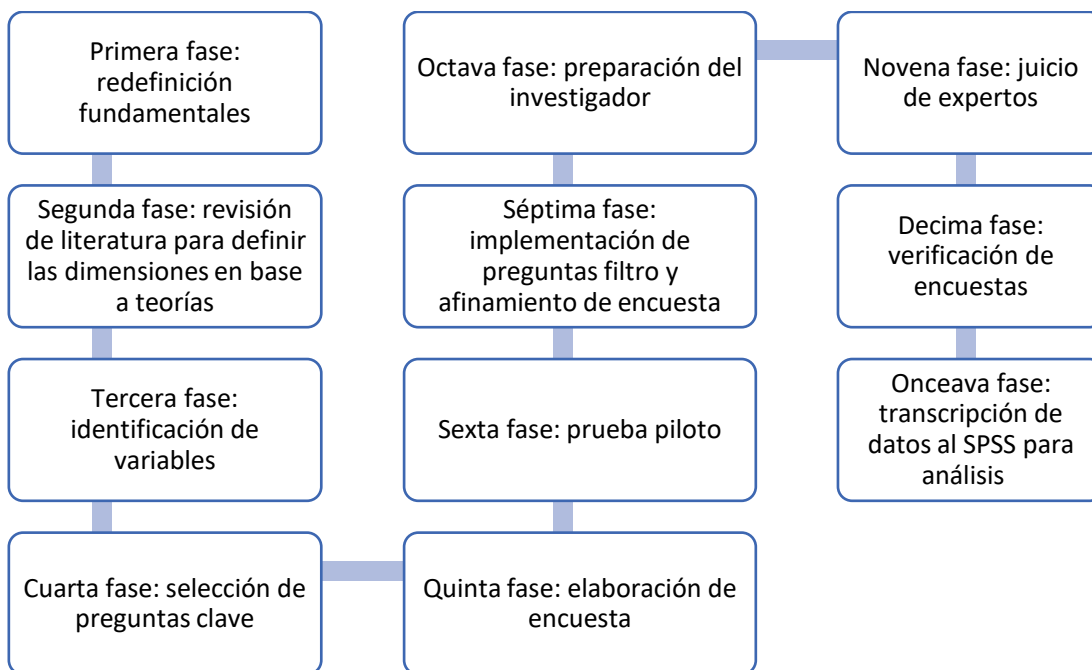 Primera fase:
redefinición
fundamentales
Segunda fase: revisión
de literatura para definir
las dimensiones en base
a teorías
Tercera fase:
identificación de
variables
Cuarta fase: selección de
preguntas clave
Quinta fase: elaboración de
encuesta
Sexta fase: prueba piloto
Séptima fase:
implementación de
preguntas filtro y
afinamiento de encuesta
Octava fase: preparación del
investigador
Novena fase: juicio
de expertos
Decima fase:
verificación de
encuestas
Onceava fase:
transcripción de
datos al SPSS para
análisis